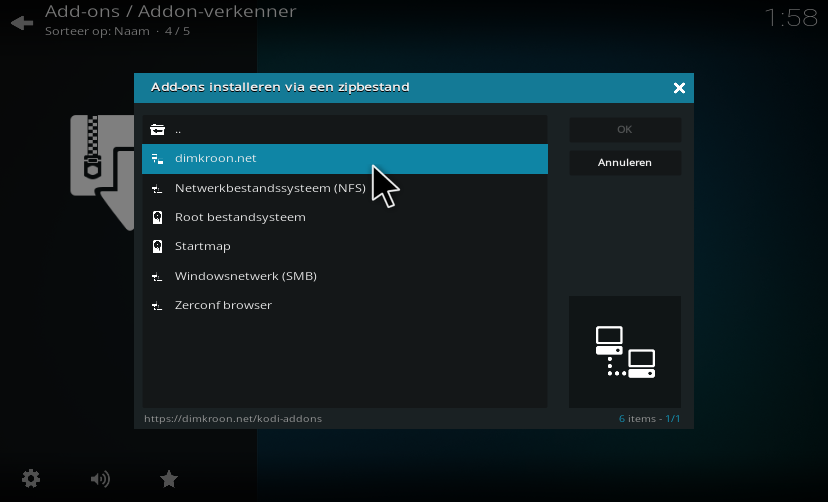 Add-ons / Addon-verkenner
Sorteer op: Naam · 4 / 5
1:58
Add-ons installeren via een zipbestand
..
dimkroon.net
Netwerkbestandssysteem (NFS)
Root bestandsysteem
Startmap
Windowsnetwerk (SMB)
Zerconf browser
OK
Annuleren
https://dimkroon.net/kodi-addons
6 items - 1/1